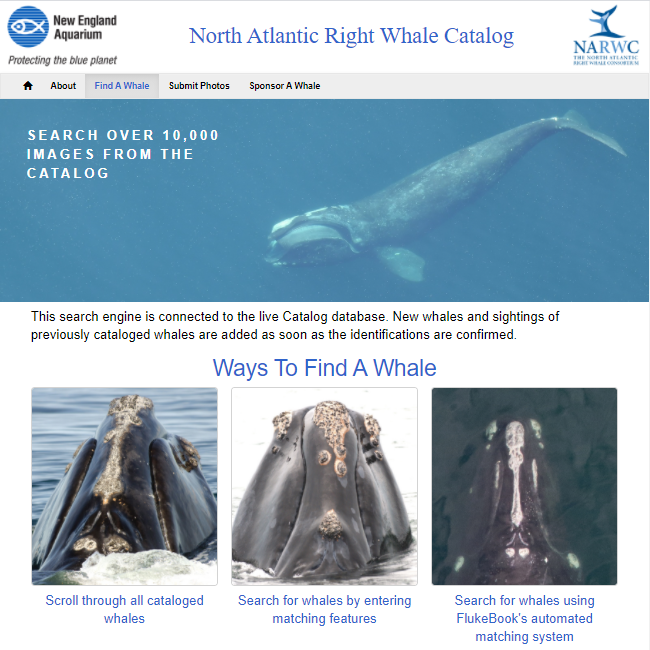 New England
Aquarium
Protecting the blue planet
North Atlantic Right Whale Catalog
NARWC
THE NORTH ATLANTIC
RIGHT WHALE CONSORTIUM
About
Find A Whale
Submit Photos
Sponsor A Whale
SEARCH OVER 10,000
IMAGES FROM THE
CATALOG
This search engine is connected to the live Catalog database. New whales and sightings of
previously cataloged whales are added as soon as the identifications are confirmed.
Ways To Find A Whale
Scroll through all cataloged
whales
Search for whales by entering
matching features
Search for whales using
FlukeBook's automated
matching system